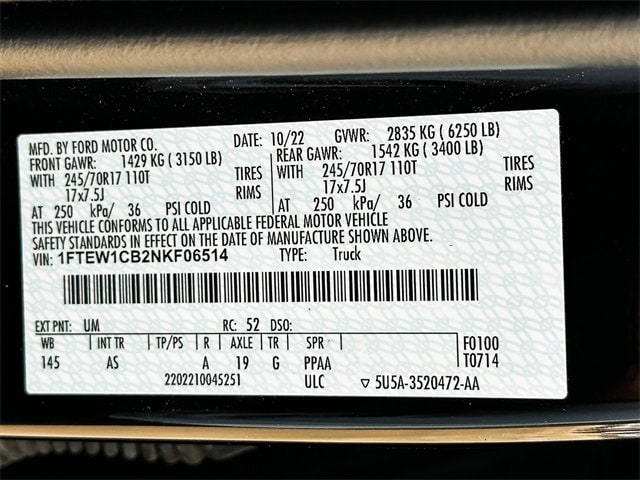 MFD. BY FORD MOTOR CO. DATE: 10/22 GVWR: 2835 KG ( 6250 LB)
FRONT GAWR: 1429 KG ( 3150 LB) REAR GAWR: 1542 KG ( 3400 LB)
WITH 245/70R17 110T TIRES WITH 245/70R17 110T TIRES
17x7.5J RIMS 17x7.5J RIMS
AT 250 kPa/ 36 PSI COLD AT 250 kPa/ 36 PSI COLD
THIS VEHICLE CONFORMS TO ALL APPLICABLE FEDERAL MOTOR VEHICLE
SAFETY STANDARDS IN EFFECT ON THE DATE OF MANUFACTURE SHOWN ABOVE.
VIN: 1FTEW1CB2NKF06514 TYPE: Truck
EXT PNT: UM RC: 52 DSO:
WB INT TR TP/PS R AXLE TR SPR F0100
145 AS A 19 G PPAA T0714
2202210045251 ULC ▽ 5U5A-3520472-AA